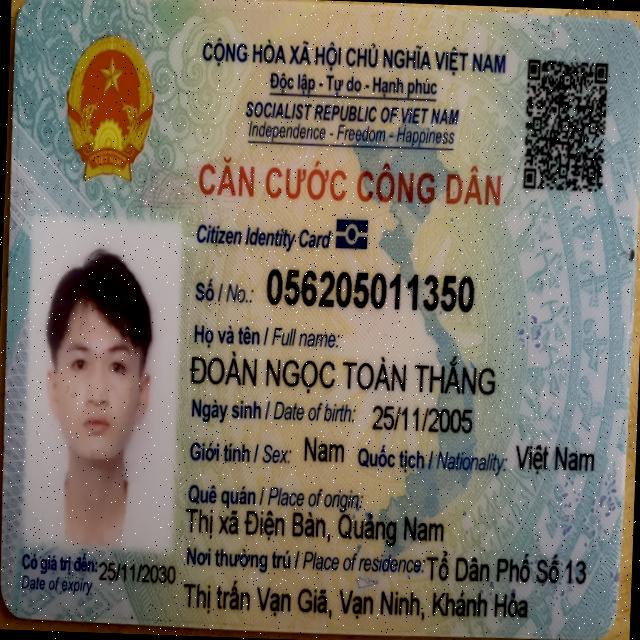 CỘNG HÒA XÃ HỘI CHỦ NGHĨA VIỆT NAM
Độc lập - Tự do - Hạnh phúc
SOCIALIST REPUBLIC OF VIET NAM
Independence - Freedom - Happiness
CĂN CƯỚC CÔNG DÂN
Citizen Identity Card
Số / No.: 056205011350
Họ và tên / Full name:
ĐOÀN NGỌC TOÀN THẮNG
Ngày sinh / Date of birth: 25/11/2005
Giới tính / Sex: Nam Quốc tịch / Nationality: Việt Nam
Quê quán / Place of origin:
Thị xã Điện Bàn, Quảng Nam
Nơi thường trú / Place of residence: Tổ Dân Phố Số 13
Thị trấn Vạn Giã, Vạn Ninh, Khánh Hòa
Có giá trị đến: 25/11/2030
Date of expiry